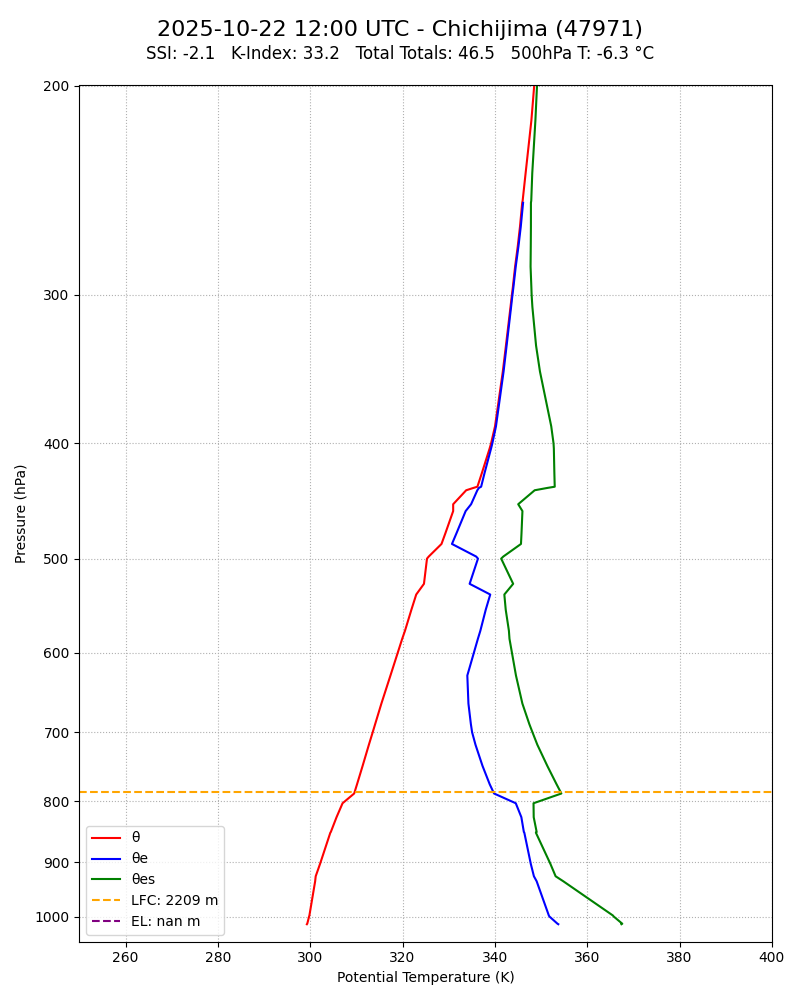 2025-10-22 12:00 UTC - Chichijima (47971)
SSI: -2.1   K-Index: 33.2   Total Totals: 46.5   500hPa T: -6.3 °C
200
300
400
500
600
700
800
900
1000
Pressure (hPa)
θ
θe
θes
LFC: 2209 m
EL: nan m
260 280 300 320 340 360 380 400
Potential Temperature (K)